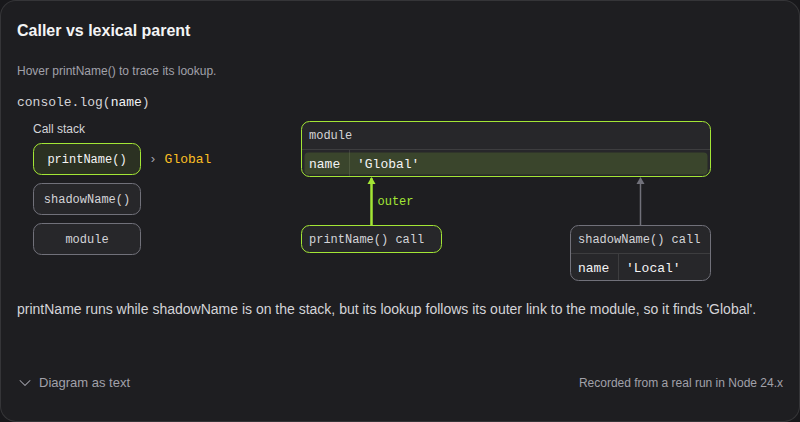 Caller vs lexical parent
Hover printName() to trace its lookup.
console.log(name)
Call stack
printName() › Global
shadowName()
module
module
name 'Global'
outer
printName() call
shadowName() call
name 'Local'
printName runs while shadowName is on the stack, but its lookup follows its outer link to the module, so it finds 'Global'.
Diagram as text
Recorded from a real run in Node 24.x